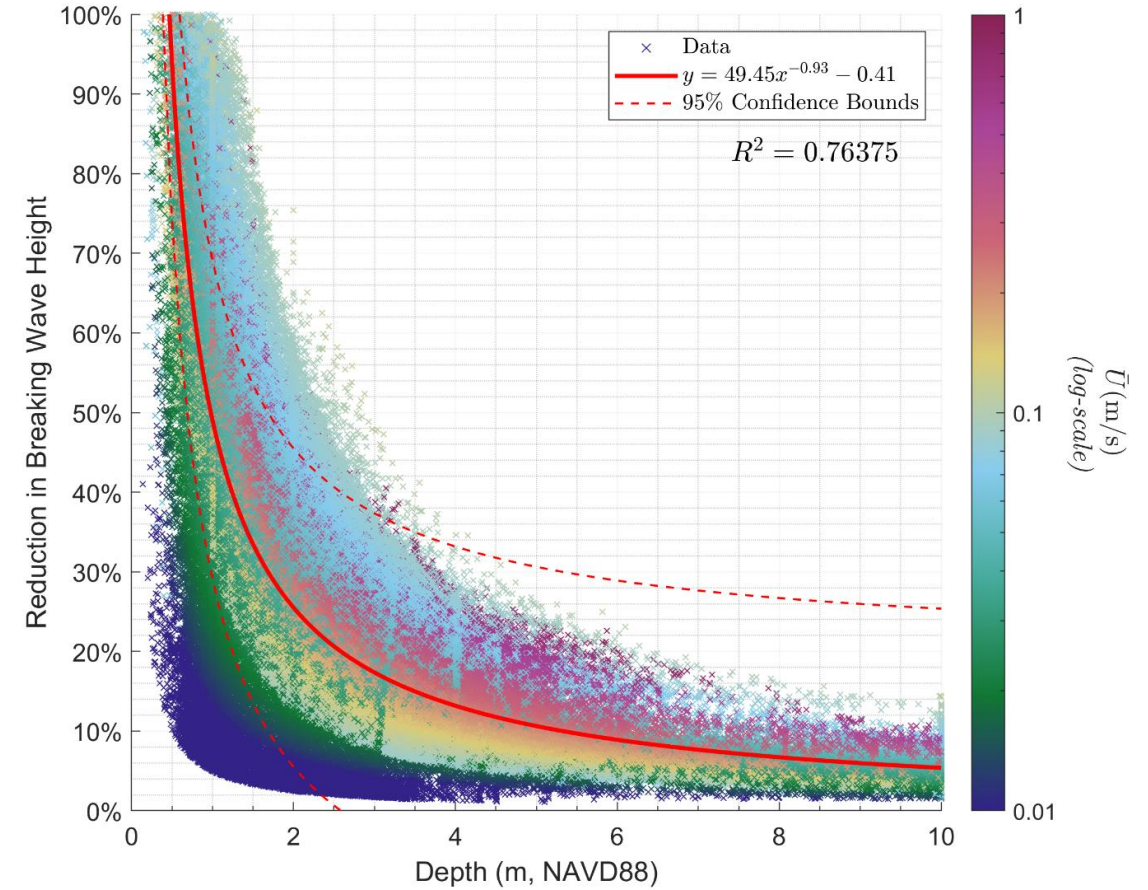 100%
90%
80%
70%
60%
50%
40%
30%
20%
10%
0%
Reduction in Breaking Wave Height
0 2 4 6 8 10
Depth (m, NAVD88)
Data
y = 49.45x^{-0.93} − 0.41
95% Confidence Bounds
R² = 0.76375
1
0.1
0.01
Ū(m/s)
(log-scale)